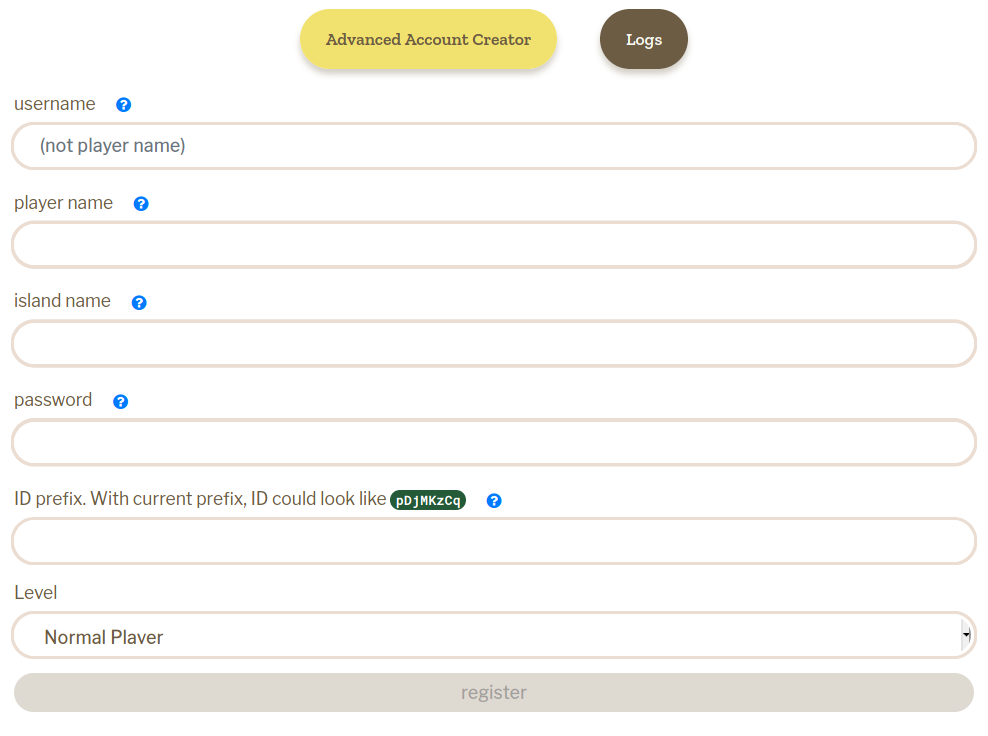 Advanced Account Creator Logs
username ?
(not player name)
player name ?
island name ?
password ?
ID prefix. With current prefix, ID could look like pDjMKzCq ?
Level
Normal Player
register